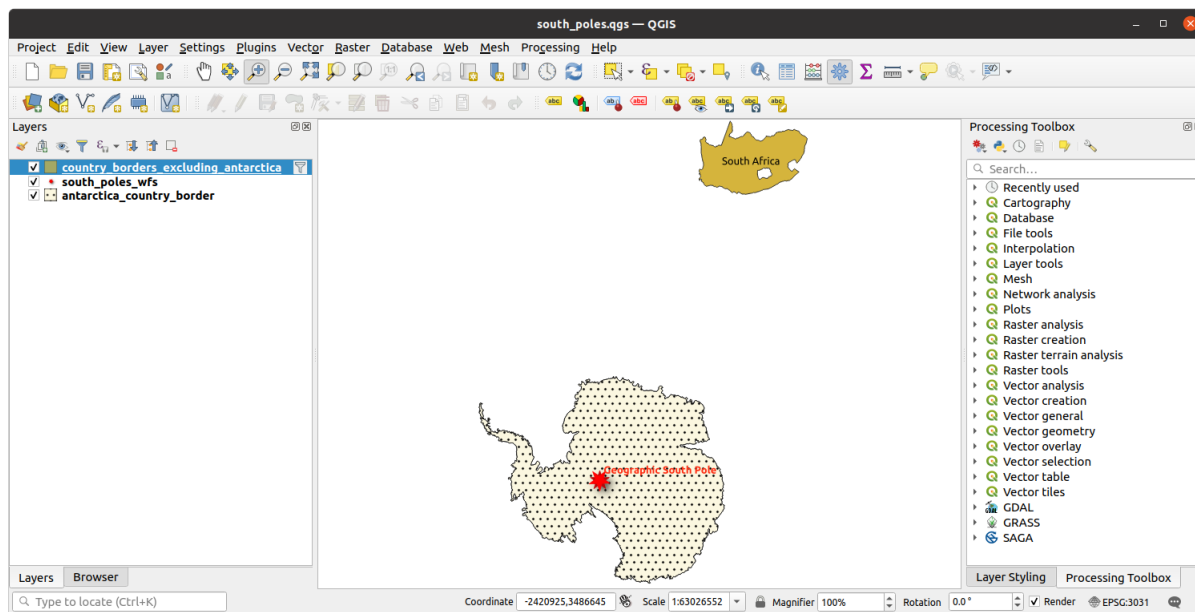 south_poles.qgs — QGIS
Project Edit View Layer Settings Plugins Vector Raster Database Web Mesh Processing Help
Layers
country_borders_excluding_antarctica
south_poles_wfs
antarctica_country_border
South Africa
Geographic South Pole
Processing Toolbox
Search...
Recently used
Cartography
Database
File tools
Interpolation
Layer tools
Mesh
Network analysis
Plots
Raster analysis
Raster creation
Raster terrain analysis
Raster tools
Vector analysis
Vector creation
Vector general
Vector geometry
Vector overlay
Vector selection
Vector table
Vector tiles
GDAL
GRASS
SAGA
Layers Browser
Layer Styling Processing Toolbox
Type to locate (Ctrl+K) Coordinate -2420925,3486645 Scale 1:63026552 Magnifier 100% Rotation 0.0 ° Render EPSG:3031